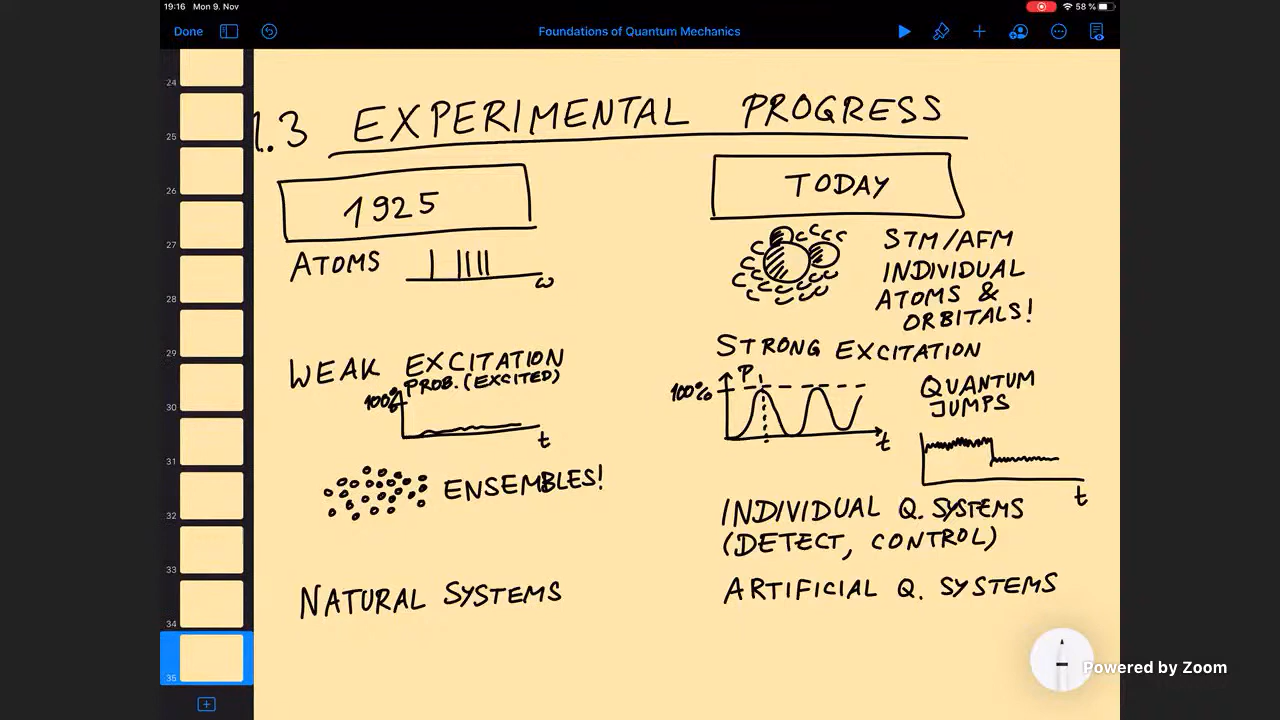 19:16 Mon 9. Nov
58 %
Done
Foundations of Quantum Mechanics
24
25
26
27
28
29
30
31
32
33
34
35
1.3 EXPERIMENTAL PROGRESS
1925
ATOMS
ω
WEAK EXCITATION
PROB. (EXCITED)
100%
t
ENSEMBLES!
NATURAL SYSTEMS
TODAY
STM/AFM
INDIVIDUAL
ATOMS &
ORBITALS!
STRONG EXCITATION
P
100%
t
QUANTUM
JUMPS
t
INDIVIDUAL Q. SYSTEMS
(DETECT, CONTROL)
ARTIFICIAL Q. SYSTEMS
Powered by Zoom